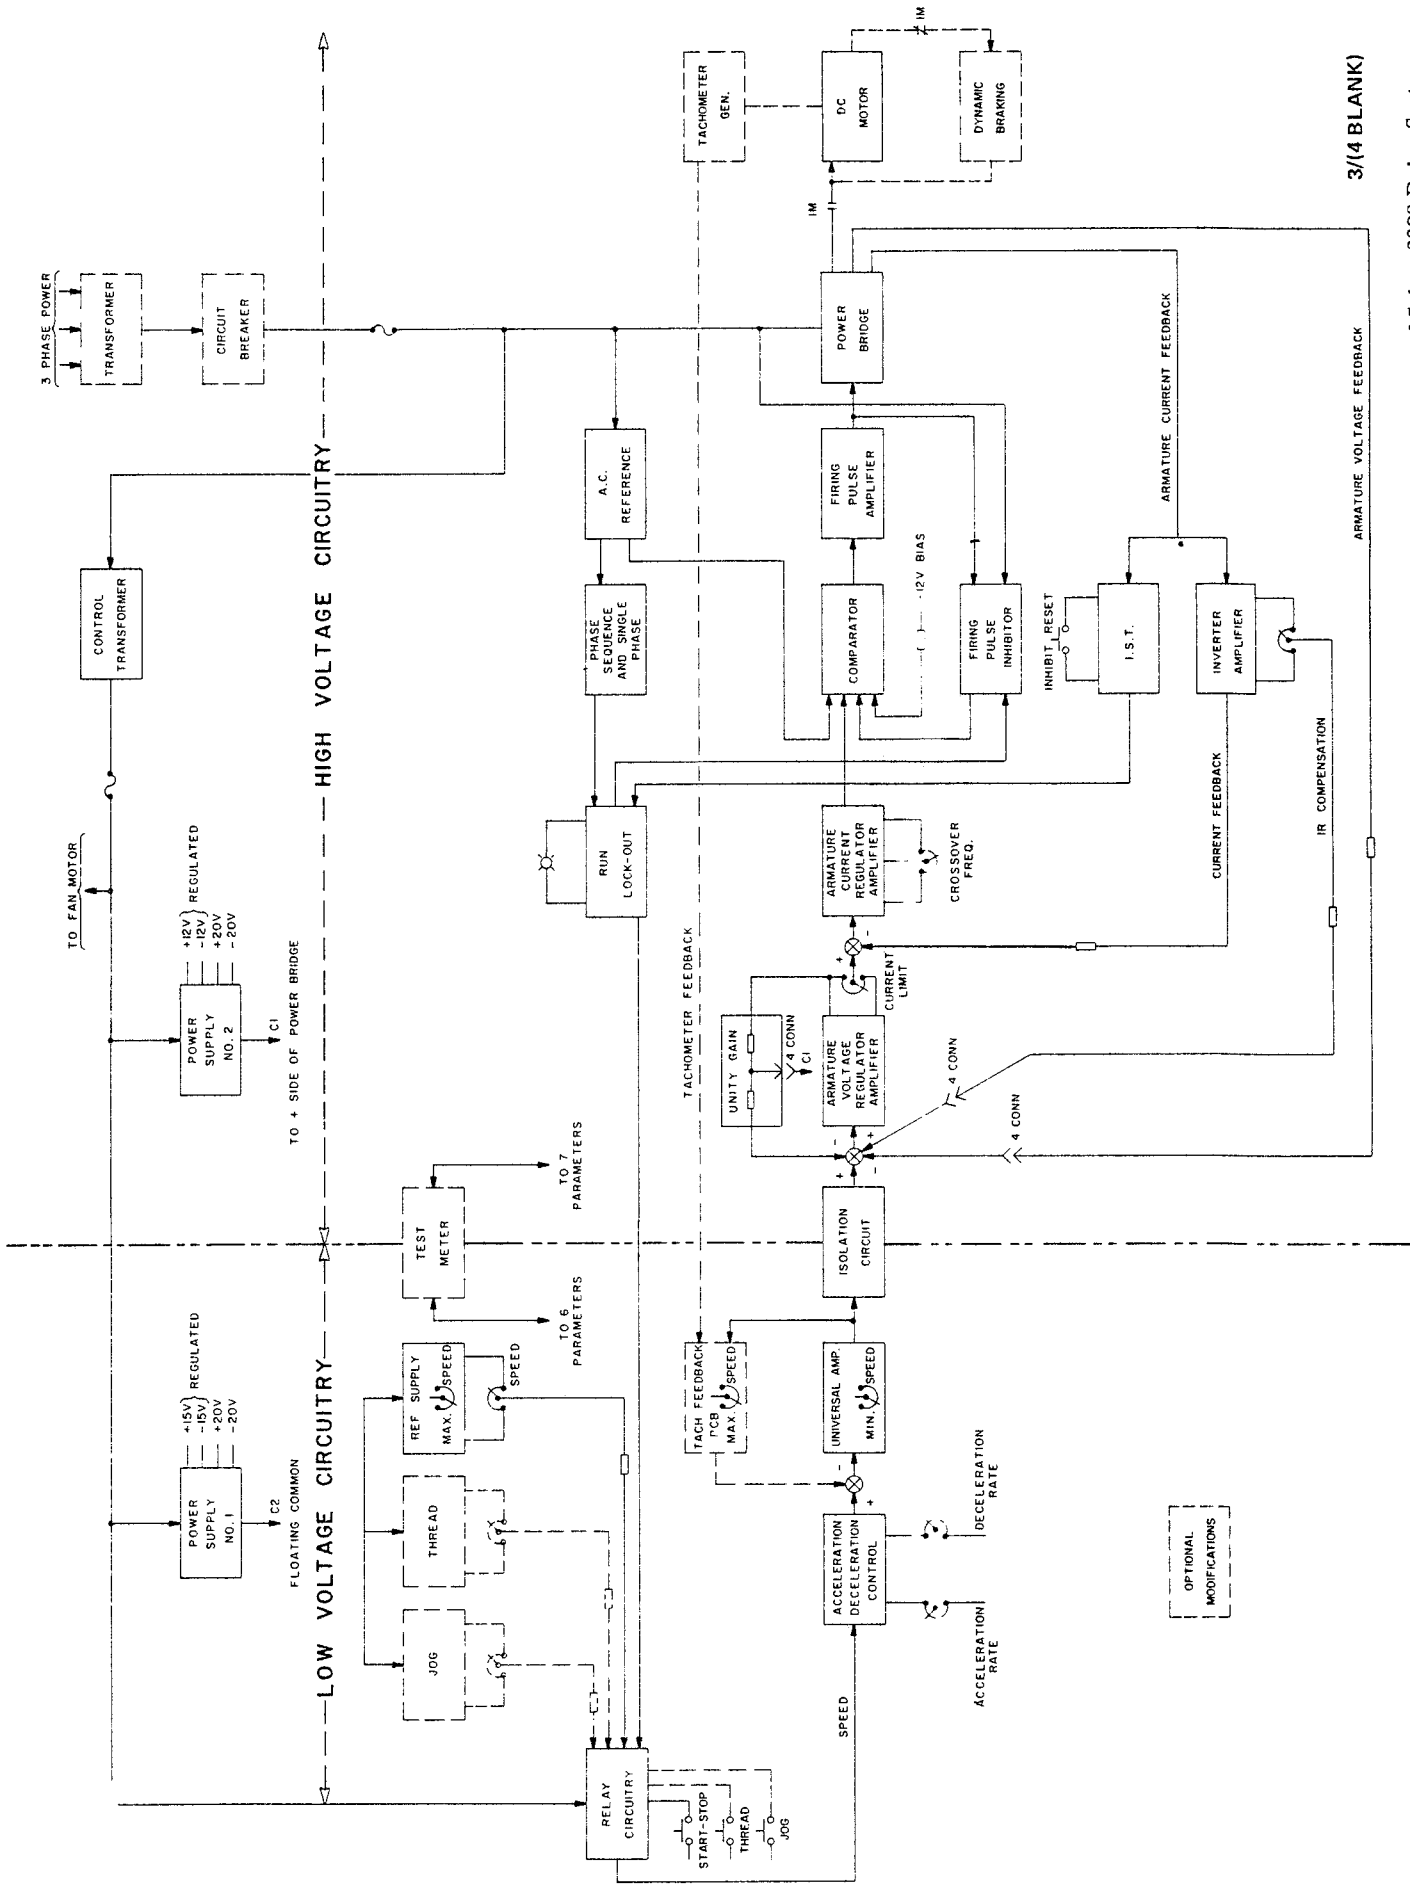 3 PHASE POWER
TRANSFORMER
CIRCUIT
BREAKER
CONTROL
TRANSFORMER
TO FAN MOTOR
+12V
-12V
REGULATED
+20V
-20V
POWER
SUPPLY
NO. 2
C1
TO + SIDE OF POWER BRIDGE
+15V
-15V
REGULATED
+20V
-20V
POWER
SUPPLY
NO. 1
C2
FLOATING COMMON
LOW VOLTAGE CIRCUITRY
HIGH VOLTAGE CIRCUITRY
TEST
METER
TO 7
PARAMETERS
TO 6
PARAMETERS
REF SUPPLY
MAX. SPEED
SPEED
THREAD
JOG
RELAY
CIRCUITRY
START-STOP
THREAD
JOG
RUN
LOCK-OUT
PHASE
SEQUENCE
AND SINGLE
PHASE
A.C.
REFERENCE
TACHOMETER FEEDBACK
TACHOMETER
GEN.
TACH FEEDBACK
PCB
MAX. SPEED
SPEED
ACCELERATION
DECELERATION
CONTROL
ACCELERATION
RATE
DECELERATION
RATE
+
-
UNIVERSAL AMP.
MIN. SPEED
ISOLATION
CIRCUIT
+
-
+
-
UNITY GAIN
4 CONN
C1
ARMATURE
VOLTAGE
REGULATOR
AMPLIFIER
CURRENT
LIMIT
+
-
ARMATURE
CURRENT
REGULATOR
AMPLIFIER
CROSSOVER
FREQ.
COMPARATOR
-12V BIAS
FIRING
PULSE
AMPLIFIER
POWER
BRIDGE
1M
DC
MOTOR
1M
DYNAMIC
BRAKING
FIRING
PULSE
INHIBITOR
INHIBIT RESET
I.S.T.
INVERTER
AMPLIFIER
ARMATURE CURRENT FEEDBACK
CURRENT FEEDBACK
IR COMPENSATION
ARMATURE VOLTAGE FEEDBACK
4 CONN
4 CONN
OPTIONAL
MODIFICATIONS
3/(4 BLANK)